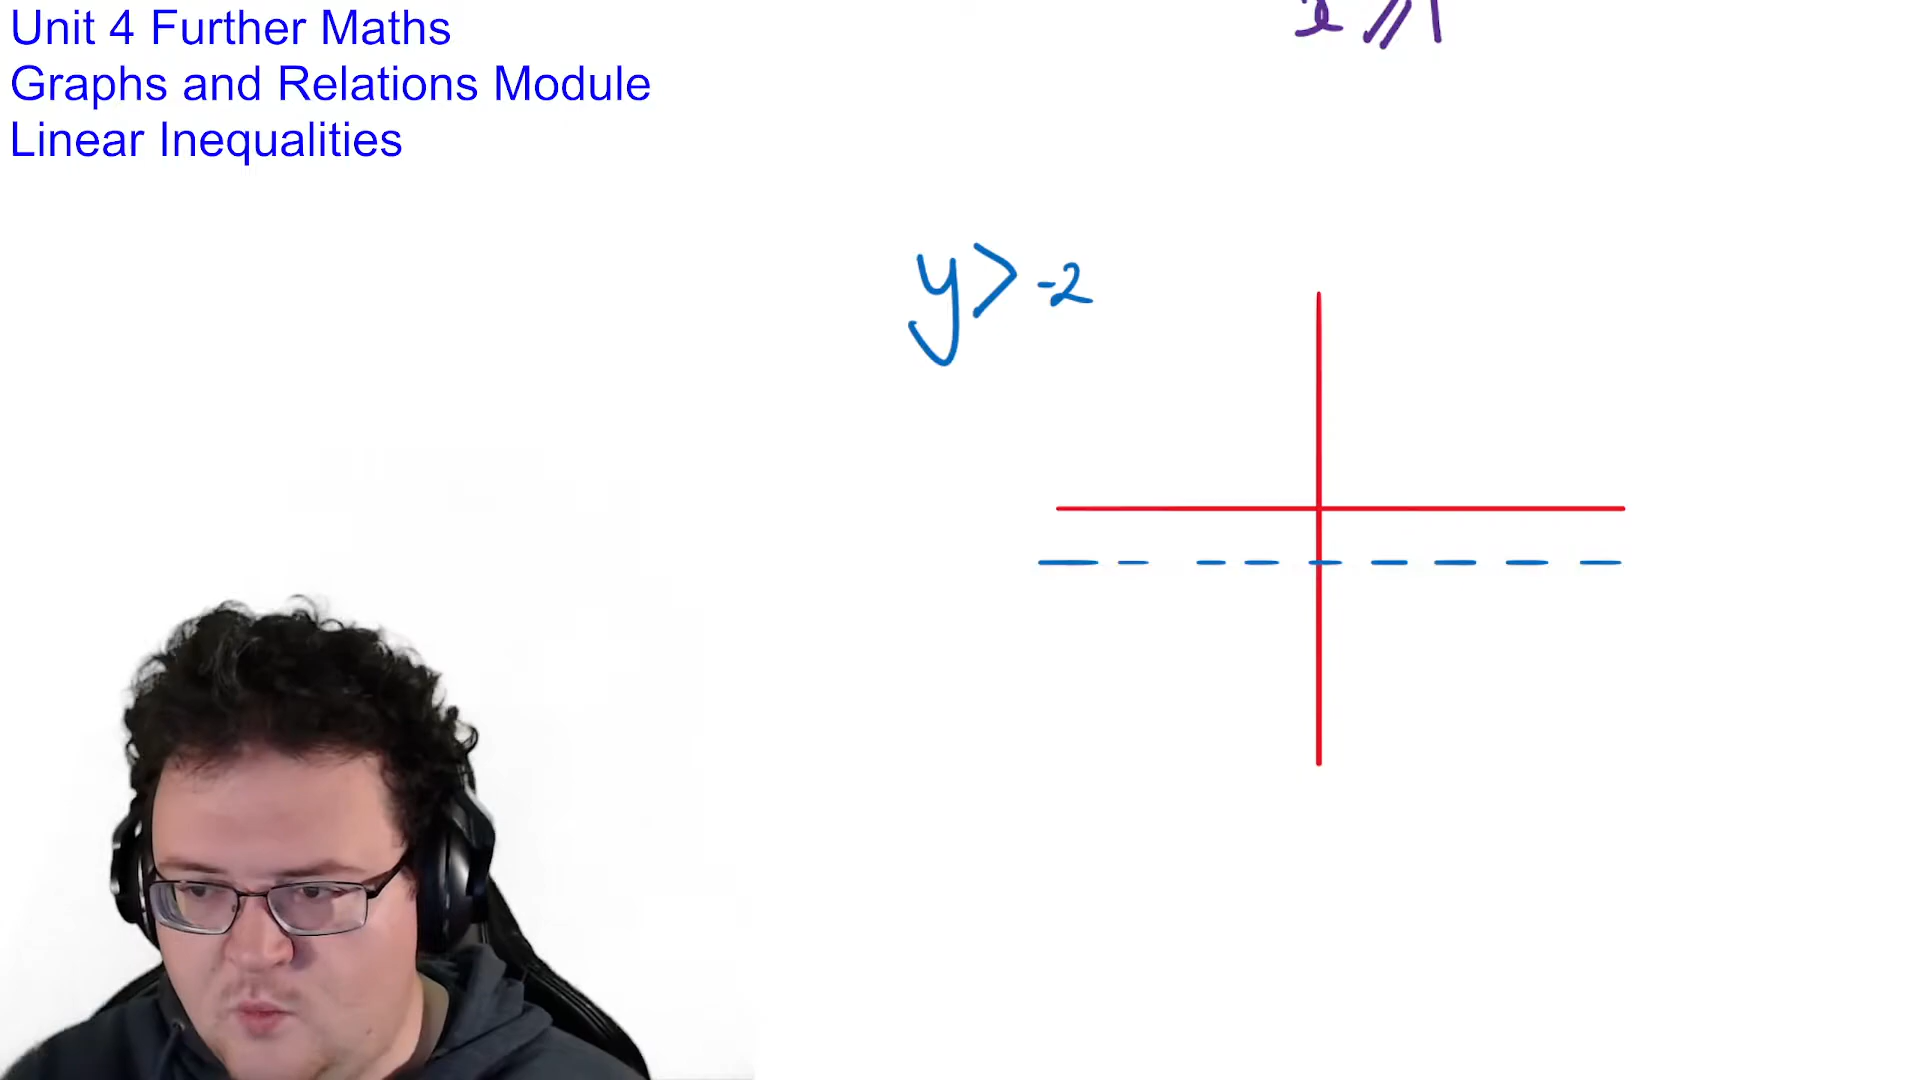 Unit 4 Further Maths
Graphs and Relations Module
Linear Inequalities
y > -2